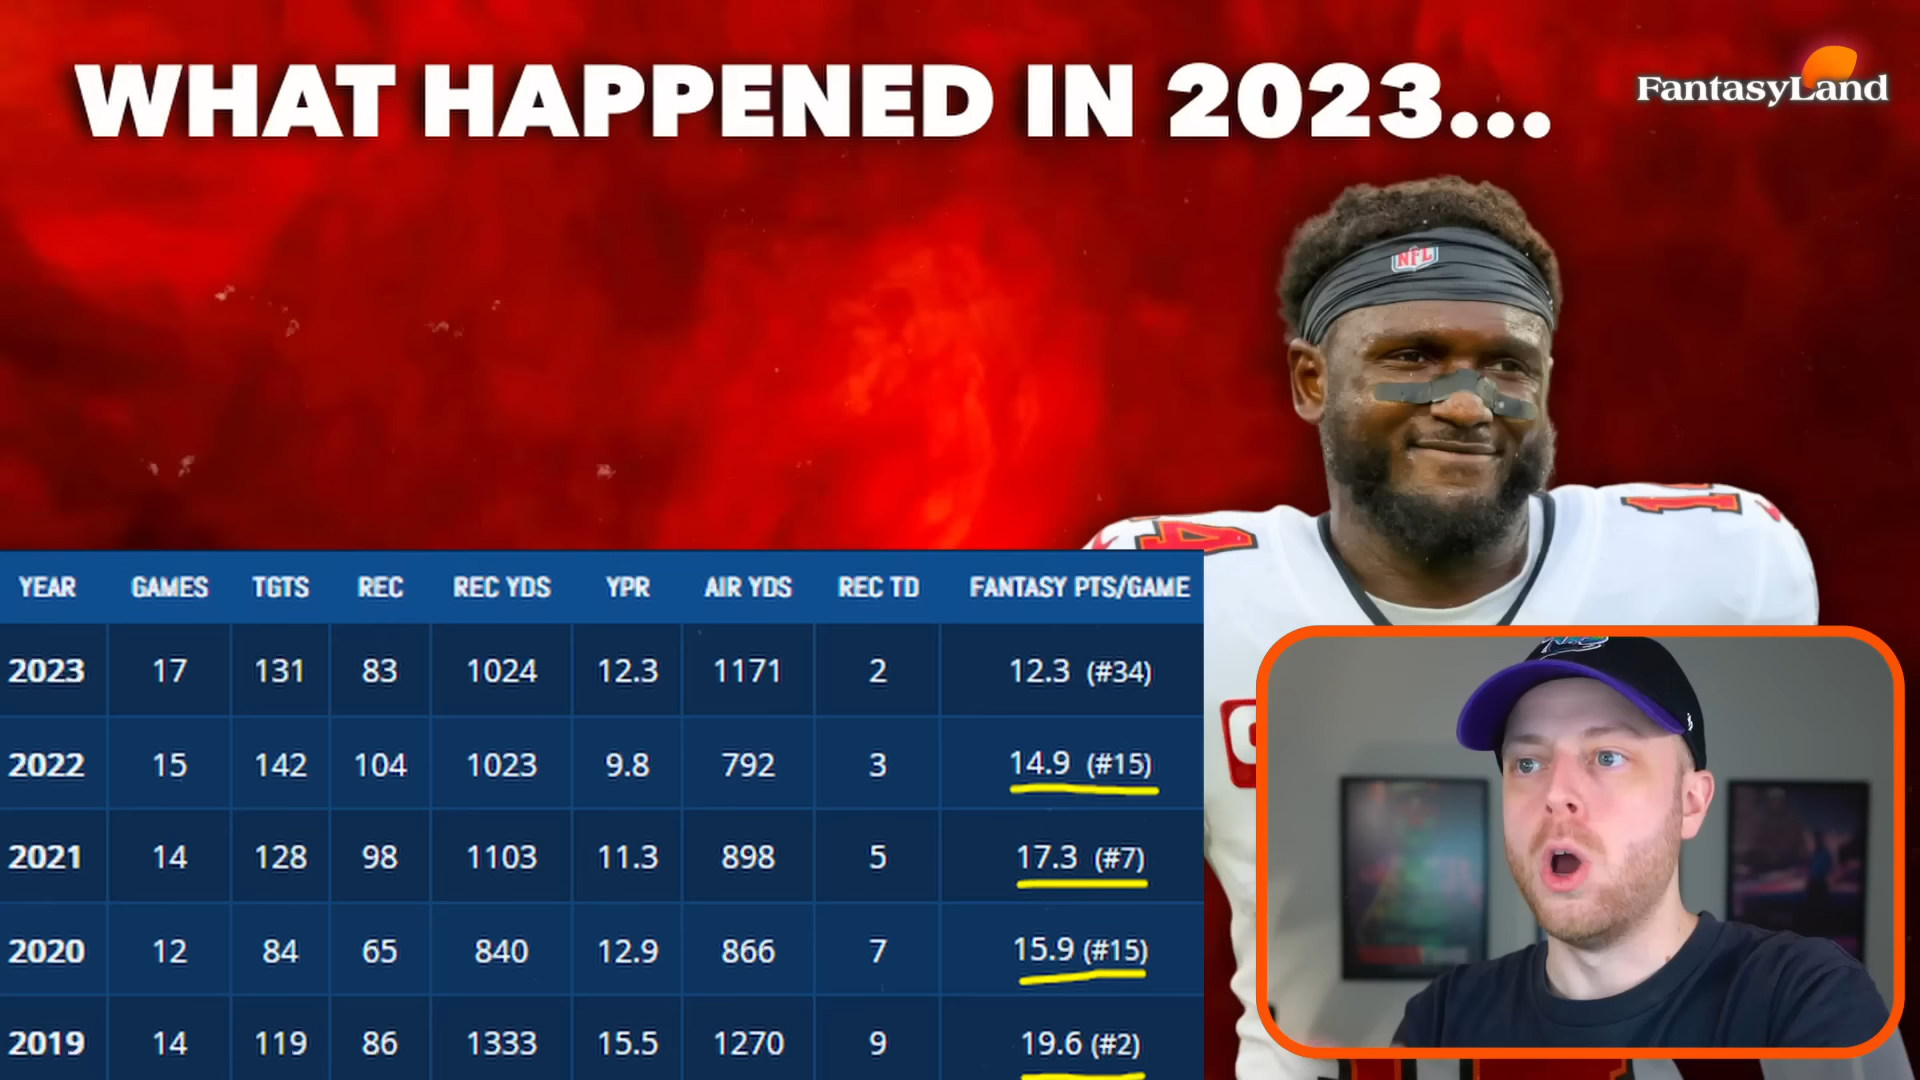 WHAT HAPPENED IN 2023...
FantasyLand
NFL
14
YEAR GAMES TGTS REC REC YDS YPR AIR YDS REC TD FANTASY PTS/GAME
2023 17 131 83 1024 12.3 1171 2 12.3 (#34)
2022 15 142 104 1023 9.8 792 3 14.9 (#15)
2021 14 128 98 1103 11.3 898 5 17.3 (#7)
2020 12 84 65 840 12.9 866 7 15.9 (#15)
2019 14 119 86 1333 15.5 1270 9 19.6 (#2)